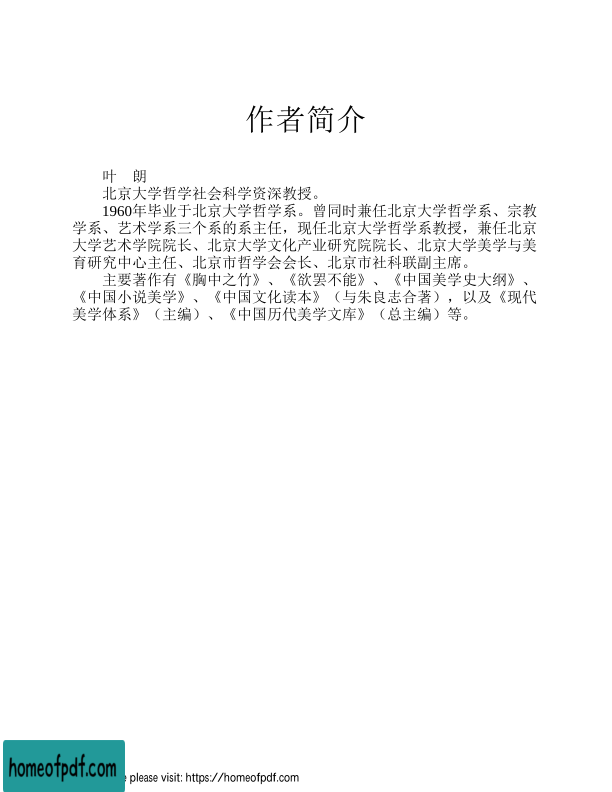 作者简介
叶 朗
北京大学哲学社会科学资深教授。
1960年毕业于北京大学哲学系。曾同时兼任北京大学哲学系、宗教
学系、艺术学系三个系的系主任，现任北京大学哲学系教授，兼任北京
大学艺术学院院长、北京大学文化产业研究院院长、北京大学美学与美
育研究中心主任、北京市哲学会会长、北京市社科联副主席。
主要著作有《胸中之竹》、《欲罢不能》、《中国美学史大纲》、
《中国小说美学》、《中国文化读本》（与朱良志合著），以及《现代
美学体系》（主编）、《中国历代美学文库》（总主编）等。
homeofpdf.com
please visit: https://homeofpdf.com